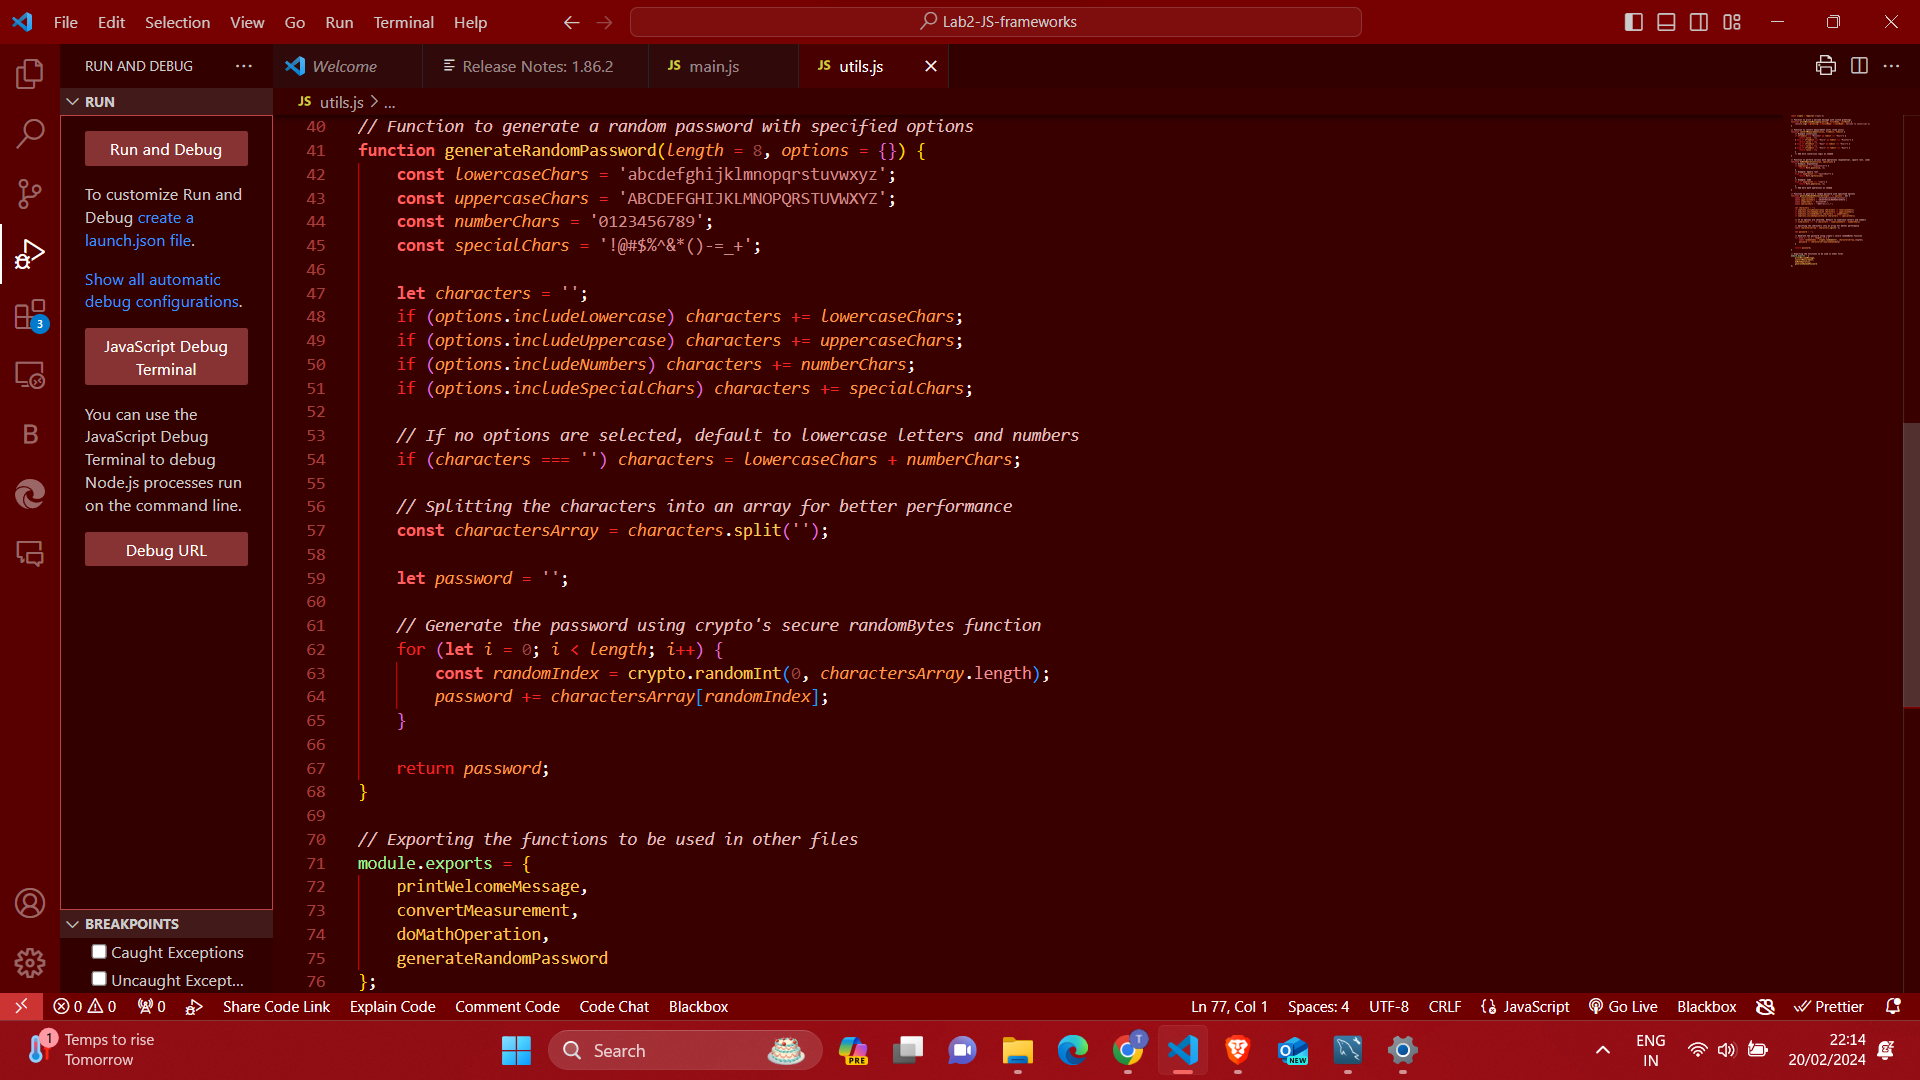 File Edit Selection View Go Run Terminal Help
Lab2-JS-frameworks
RUN AND DEBUG
Welcome
Release Notes: 1.86.2
JS main.js
JS utils.js
RUN
JS utils.js > ...
Run and Debug
To customize Run and
Debug create a
launch.json file.
Show all automatic
debug configurations.
JavaScript Debug
Terminal
You can use the
JavaScript Debug
Terminal to debug
Node.js processes run
on the command line.
Debug URL
3
B
BREAKPOINTS
Caught Exceptions
Uncaught Except...
40 // Function to generate a random password with specified options
41 function generateRandomPassword(length = 8, options = {}) {
42 const lowercaseChars = 'abcdefghijklmnopqrstuvwxyz';
43 const uppercaseChars = 'ABCDEFGHIJKLMNOPQRSTUVWXYZ';
44 const numberChars = '0123456789';
45 const specialChars = '!@#$%^&*()-=_+';
46
47 let characters = '';
48 if (options.includeLowercase) characters += lowercaseChars;
49 if (options.includeUppercase) characters += uppercaseChars;
50 if (options.includeNumbers) characters += numberChars;
51 if (options.includeSpecialChars) characters += specialChars;
52
53 // If no options are selected, default to lowercase letters and numbers
54 if (characters === '') characters = lowercaseChars + numberChars;
55
56 // Splitting the characters into an array for better performance
57 const charactersArray = characters.split('');
58
59 let password = '';
60
61 // Generate the password using crypto's secure randomBytes function
62 for (let i = 0; i < length; i++) {
63 const randomIndex = crypto.randomInt(0, charactersArray.length);
64 password += charactersArray[randomIndex];
65 }
66
67 return password;
68 }
69
70 // Exporting the functions to be used in other files
71 module.exports = {
72 printWelcomeMessage,
73 convertMeasurement,
74 doMathOperation,
75 generateRandomPassword
76 };
0 0 0 Share Code Link Explain Code Comment Code Code Chat Blackbox
Ln 77, Col 1 Spaces: 4 UTF-8 CRLF {} JavaScript Go Live Blackbox Prettier
1
Temps to rise
Tomorrow
Search
PRE
T
NEW
ENG
IN
22:14
20/02/2024